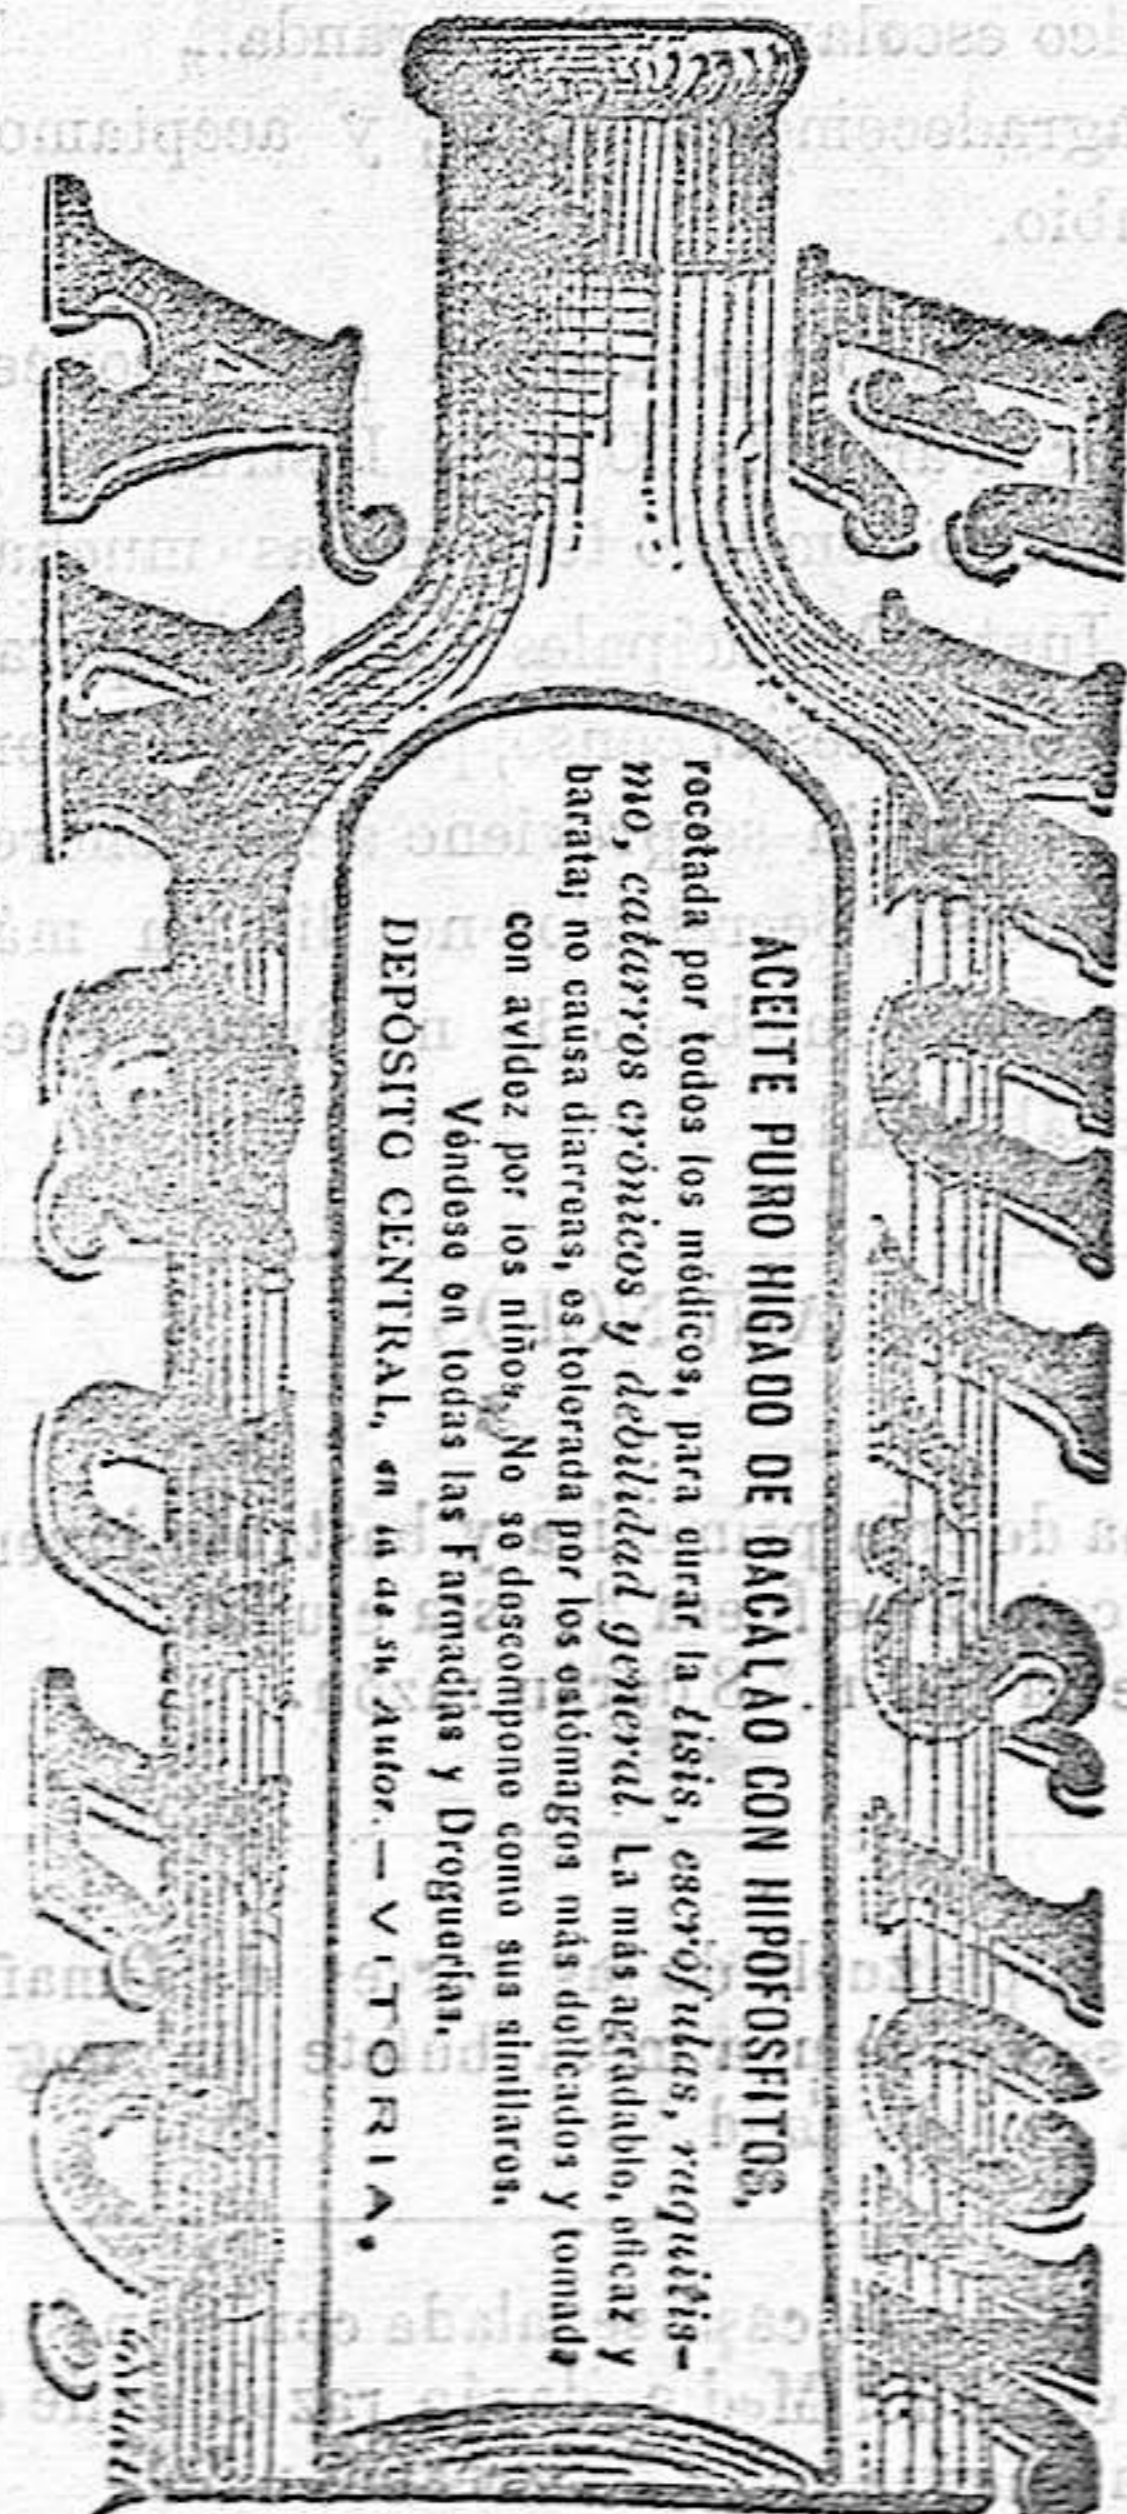 EMULSION
ACEITE PURO HIGADO DE BACALAO CON HIPOFOSFITOS,
recetada por todos los médicos, para curar la tisis, escrófulas, raquitis-
mo, catarros crónicos y debilidad general. La más agradable, eficaz y
barata; no causa diarreas, es tolerada por los estómagos más delicados y tomada
con avidez por los niños. No se descompone como sus similares.
Véndese en todas las Farmacias y Droguerías.
DEPÓSITO CENTRAL, en la de su Autor.—VITORIA.